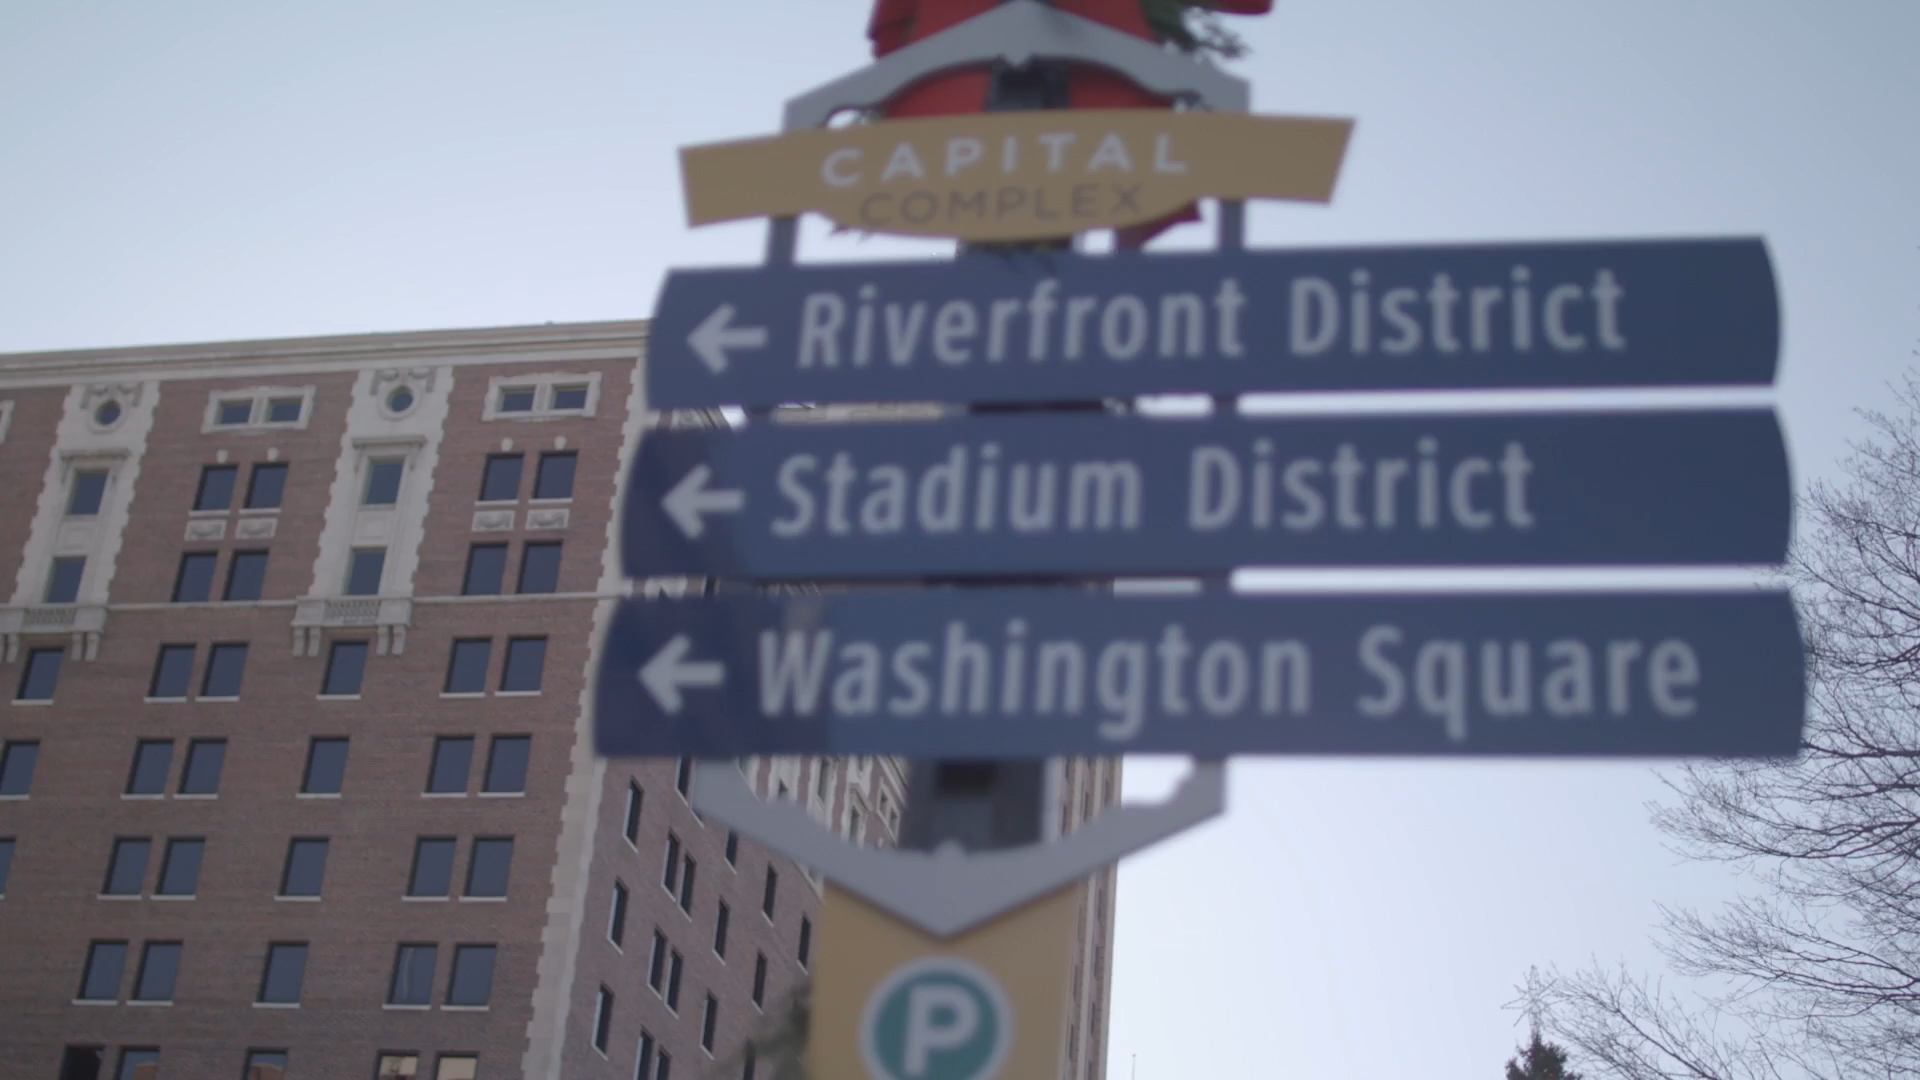 CAPITAL
COMPLEX
← Riverfront District
← Stadium District
← Washington Square
P